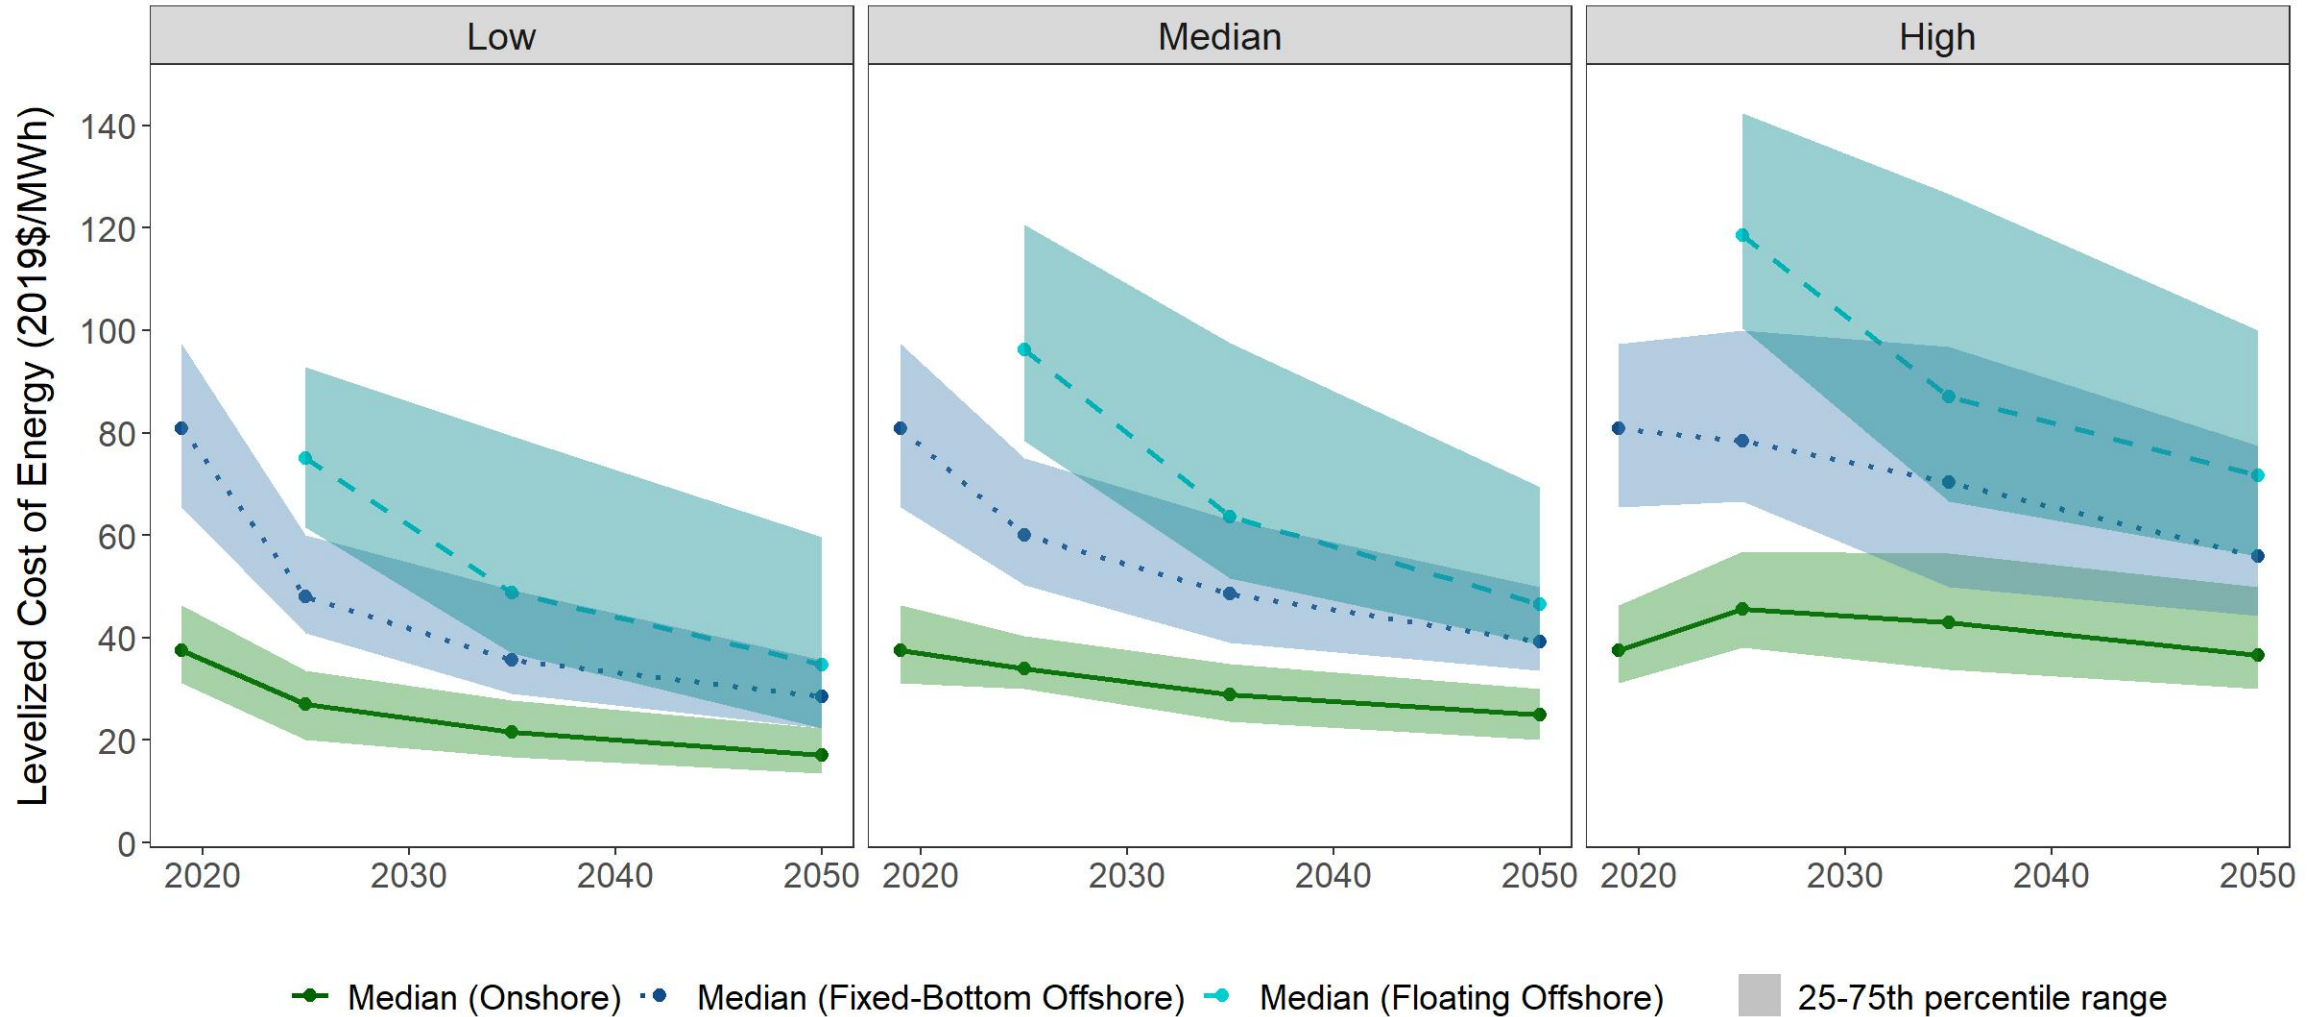 Low
Median
High
Levelized Cost of Energy (2019$/MWh)
140
120
100
80
60
40
20
0
2020 2030 2040 2050
2020 2030 2040 2050
2020 2030 2040 2050
Median (Onshore) Median (Fixed-Bottom Offshore) Median (Floating Offshore) 25-75th percentile range